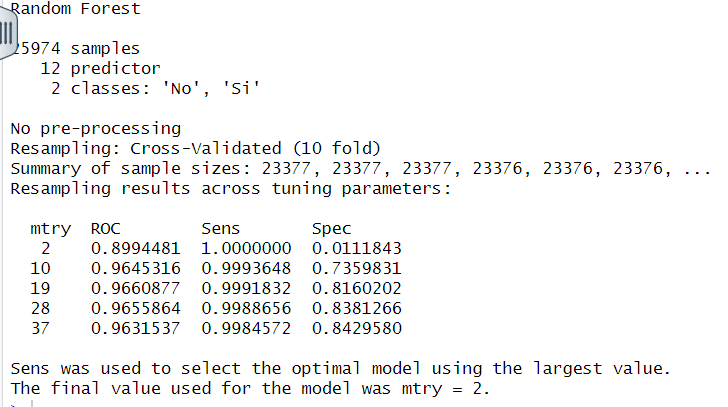 Random Forest
25974 samples
12 predictor
2 classes: 'No', 'Si'
No pre-processing
Resampling: Cross-Validated (10 fold)
Summary of sample sizes: 23377, 23377, 23377, 23376, 23376, 23376, ...
Resampling results across tuning parameters:
mtry ROC Sens Spec
2 0.8994481 1.0000000 0.0111843
10 0.9645316 0.9993648 0.7359831
19 0.9660877 0.9991832 0.8160202
28 0.9655864 0.9988656 0.8381266
37 0.9631537 0.9984572 0.8429580
Sens was used to select the optimal model using the largest value.
The final value used for the model was mtry = 2.